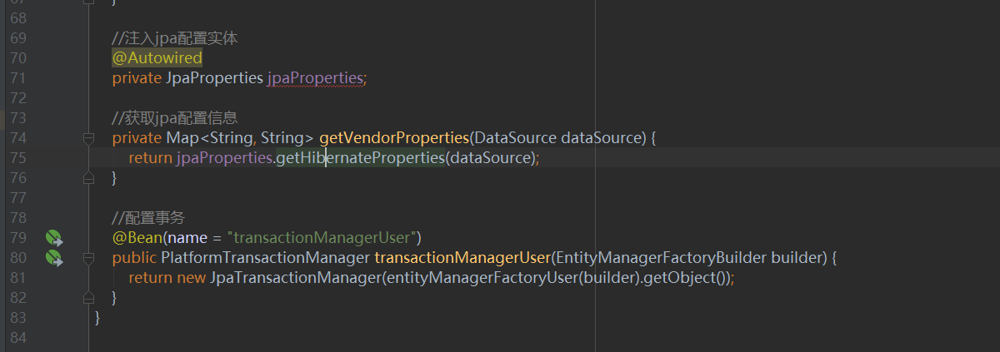 67 }
68
69 //注入jpa配置实体
70 @Autowired
71 private JpaProperties jpaProperties;
72
73 //获取jpa配置信息
74 private Map<String, String> getVendorProperties(DataSource dataSource) {
75 return jpaProperties.getHibernateProperties(dataSource);
76 }
77
78 //配置事务
79 @Bean(name = "transactionManagerUser")
80 public PlatformTransactionManager transactionManagerUser(EntityManagerFactoryBuilder builder) {
81 return new JpaTransactionManager(entityManagerFactoryUser(builder).getObject());
82 }
83 }
84